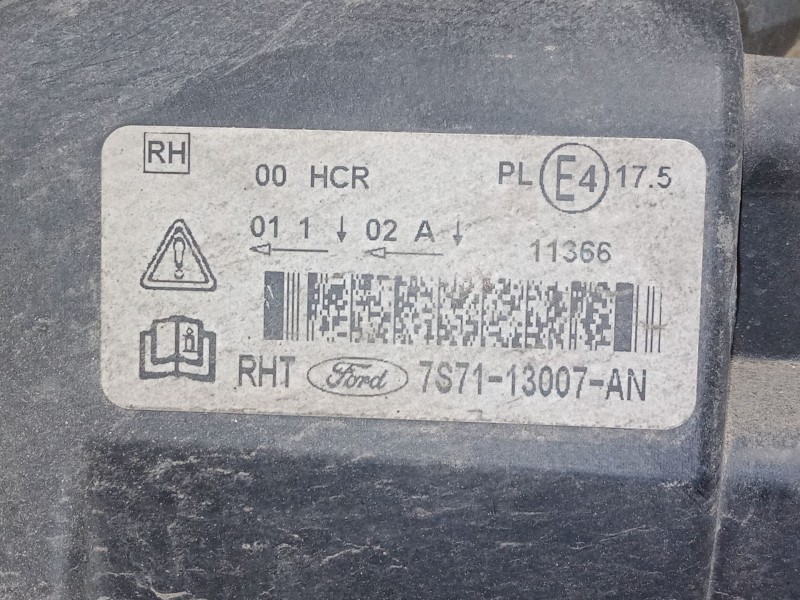 RH
00 HCR PL E4 17.5
01 1 ↓ 02 A ↓ 11366
RHT Ford 7S71-13007-AN